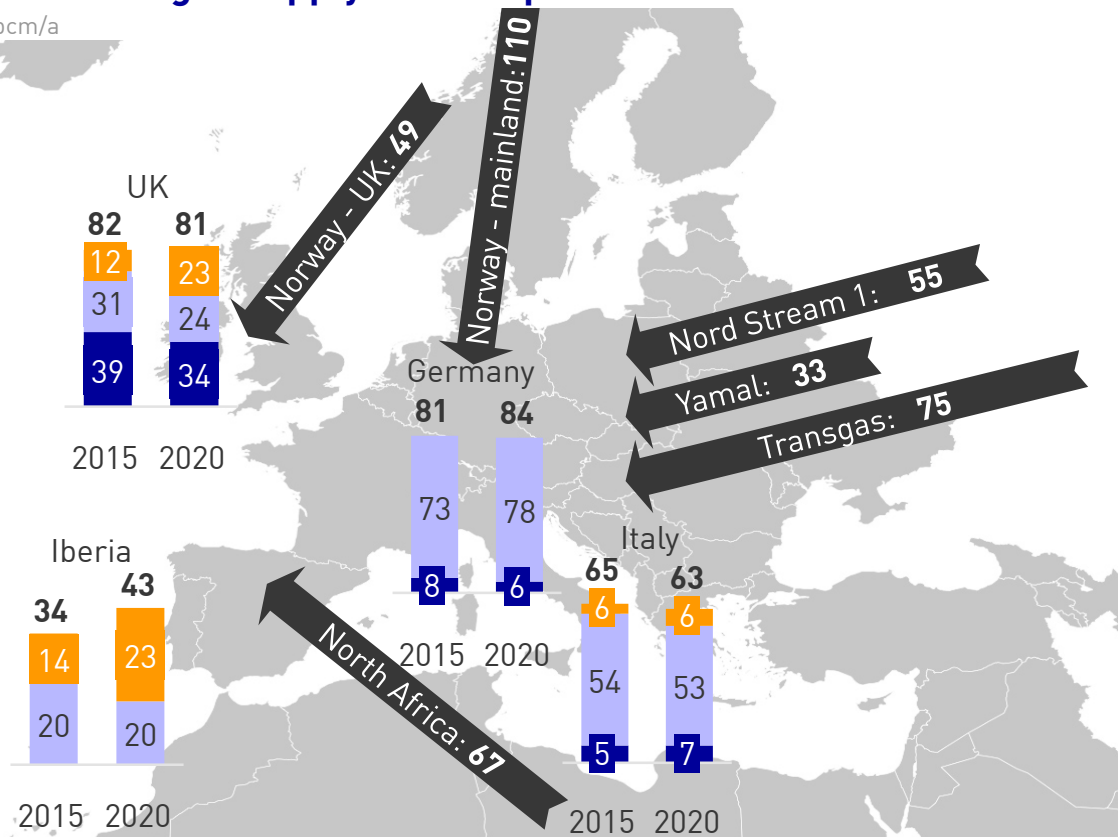 UK
82 81
12 23
31 24
39 34
2015 2020
Norway - UK: 49
Norway - mainland:110
Nord Stream 1: 55
Yamal: 33
Transgas: 75
Germany
81 84
73 78
8 6
2015 2020
Iberia
34 43
14 23
20 20
2015 2020
North Africa: 67
Italy
65 63
6 6
54 53
5 7
2015 2020